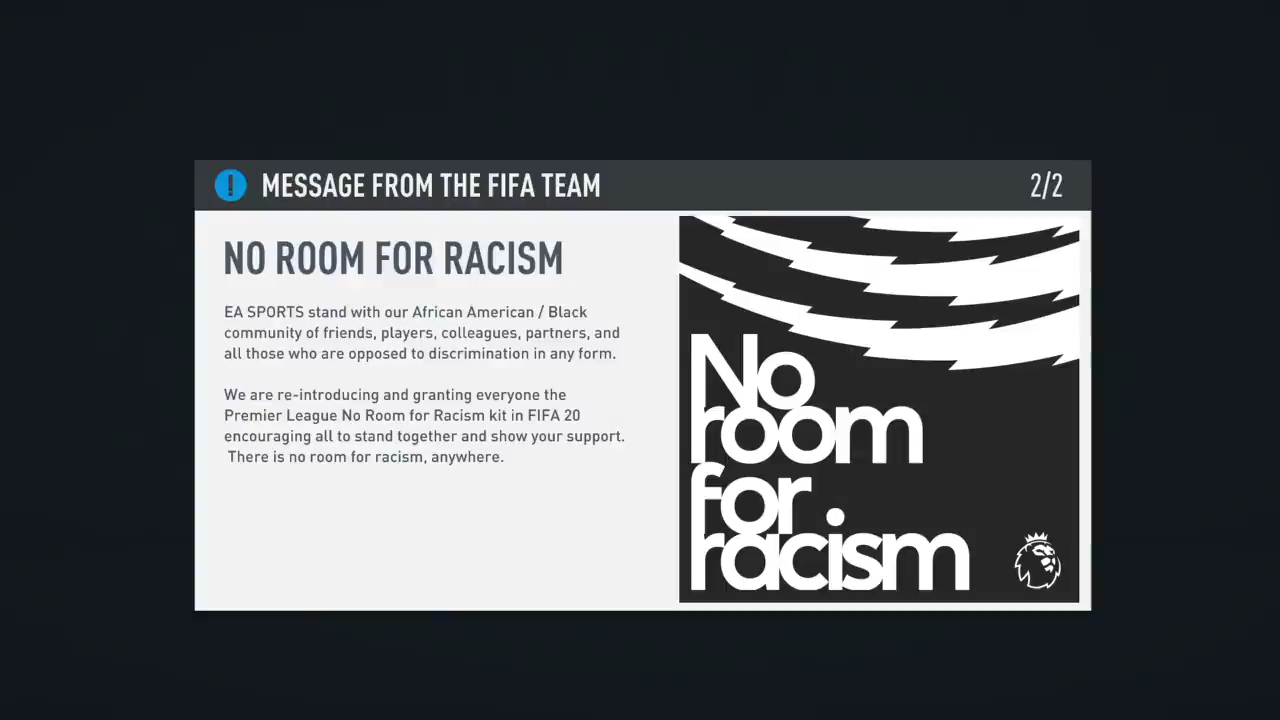 MESSAGE FROM THE FIFA TEAM
2/2
NO ROOM FOR RACISM
EA SPORTS stand with our African American / Black
community of friends, players, colleagues, partners, and
all those who are opposed to discrimination in any form.
We are re-introducing and granting everyone the
Premier League No Room for Racism kit in FIFA 20
encouraging all to stand together and show your support.
There is no room for racism, anywhere.
No
room
for
racism